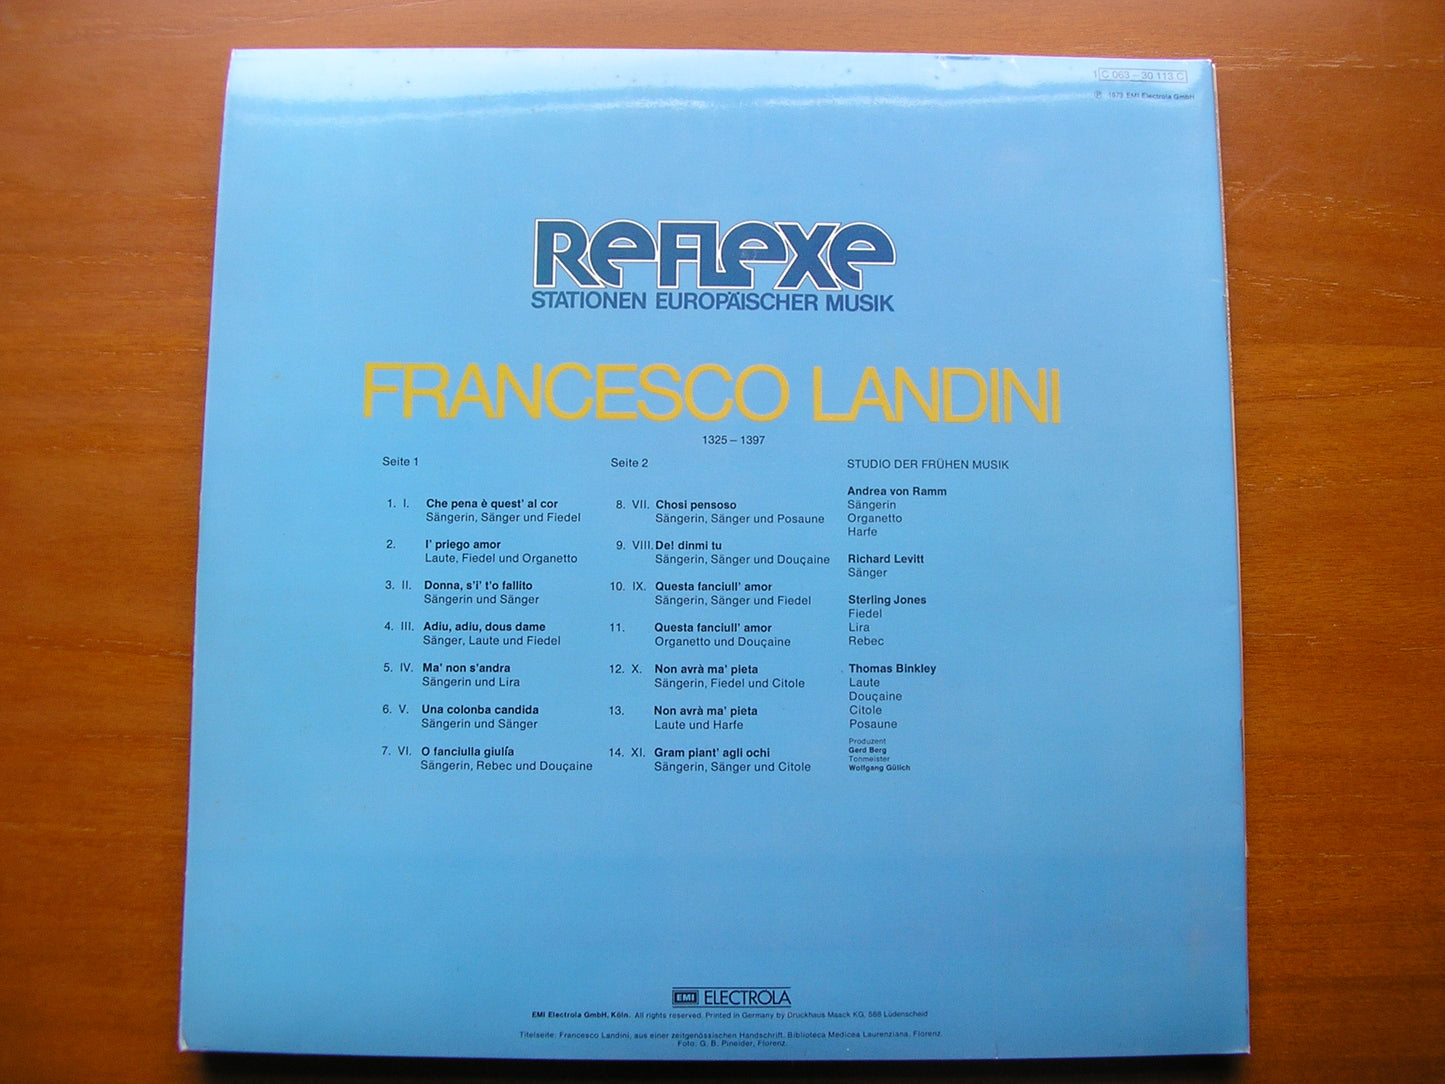 1 C 063 – 30 113 C
℗ 1973 EMI Electrola GmbH
REFLEXE
STATIONEN EUROPÄISCHER MUSIK
FRANCESCO LANDINI
1325 – 1397
Seite 1
1. I. Che pena è quest' al cor
Sängerin, Sänger und Fiedel
2. I' priego amor
Laute, Fiedel und Organetto
3. II. Donna, s'i' t'o fallito
Sängerin und Sänger
4. III. Adiu, adiu, dous dame
Sänger, Laute und Fiedel
5. IV. Ma' non s'andra
Sängerin und Lira
6. V. Una colonba candida
Sängerin und Sänger
7. VI. O fanciulla giulía
Sängerin, Rebec und Douçaine
Seite 2
8. VII. Chosi pensoso
Sängerin, Sänger und Posaune
9. VIII. De! dinmi tu
Sängerin, Sänger und Douçaine
10. IX. Questa fanciull' amor
Sängerin, Sänger und Fiedel
11. Questa fanciull' amor
Organetto und Douçaine
12. X. Non avrà ma' pieta
Sängerin, Fiedel und Citole
13. Non avrà ma' pieta
Laute und Harfe
14. XI. Gram piant' agli ochi
Sängerin, Sänger und Citole
STUDIO DER FRÜHEN MUSIK
Andrea von Ramm
Sängerin
Organetto
Harfe
Richard Levitt
Sänger
Sterling Jones
Fiedel
Lira
Rebec
Thomas Binkley
Laute
Douçaine
Citole
Posaune
Produzent
Gerd Berg
Tonmeister
Wolfgang Gülich
EMI ELECTROLA
EMI Electrola GmbH, Köln. All rights reserved. Printed in Germany by Druckhaus Maack KG, 588 Lüdenscheid
Titelseite: Francesco Landini, aus einer zeitgenössischen Handschrift. Biblioteca Medicea Laurenziana. Florenz.
Foto: G. B. Pineider, Florenz.